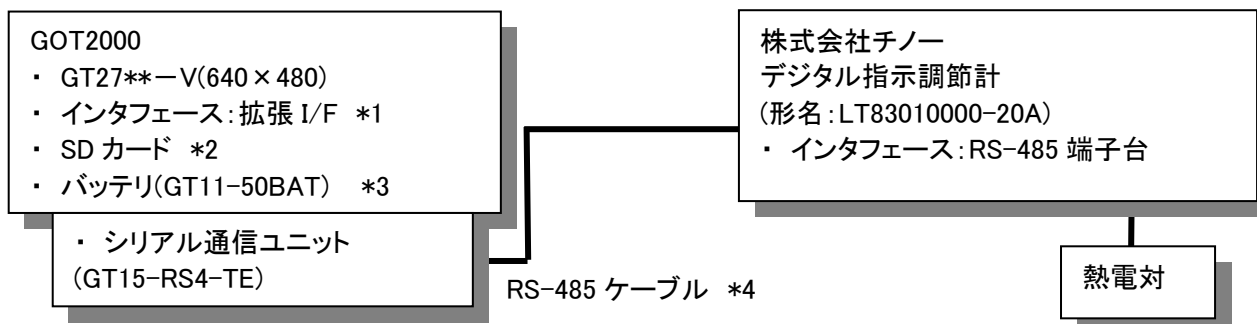 GOT2000
・ GT27**－V(640×480)
・ インタフェース：拡張 I/F *1
・ SD カード *2
・ バッテリ(GT11-50BAT) *3
・ シリアル通信ユニット
(GT15-RS4-TE)
RS-485 ケーブル *4
株式会社チノー
デジタル指示調節計
(形名：LT83010000-20A)
・ インタフェース：RS-485 端子台
熱電対